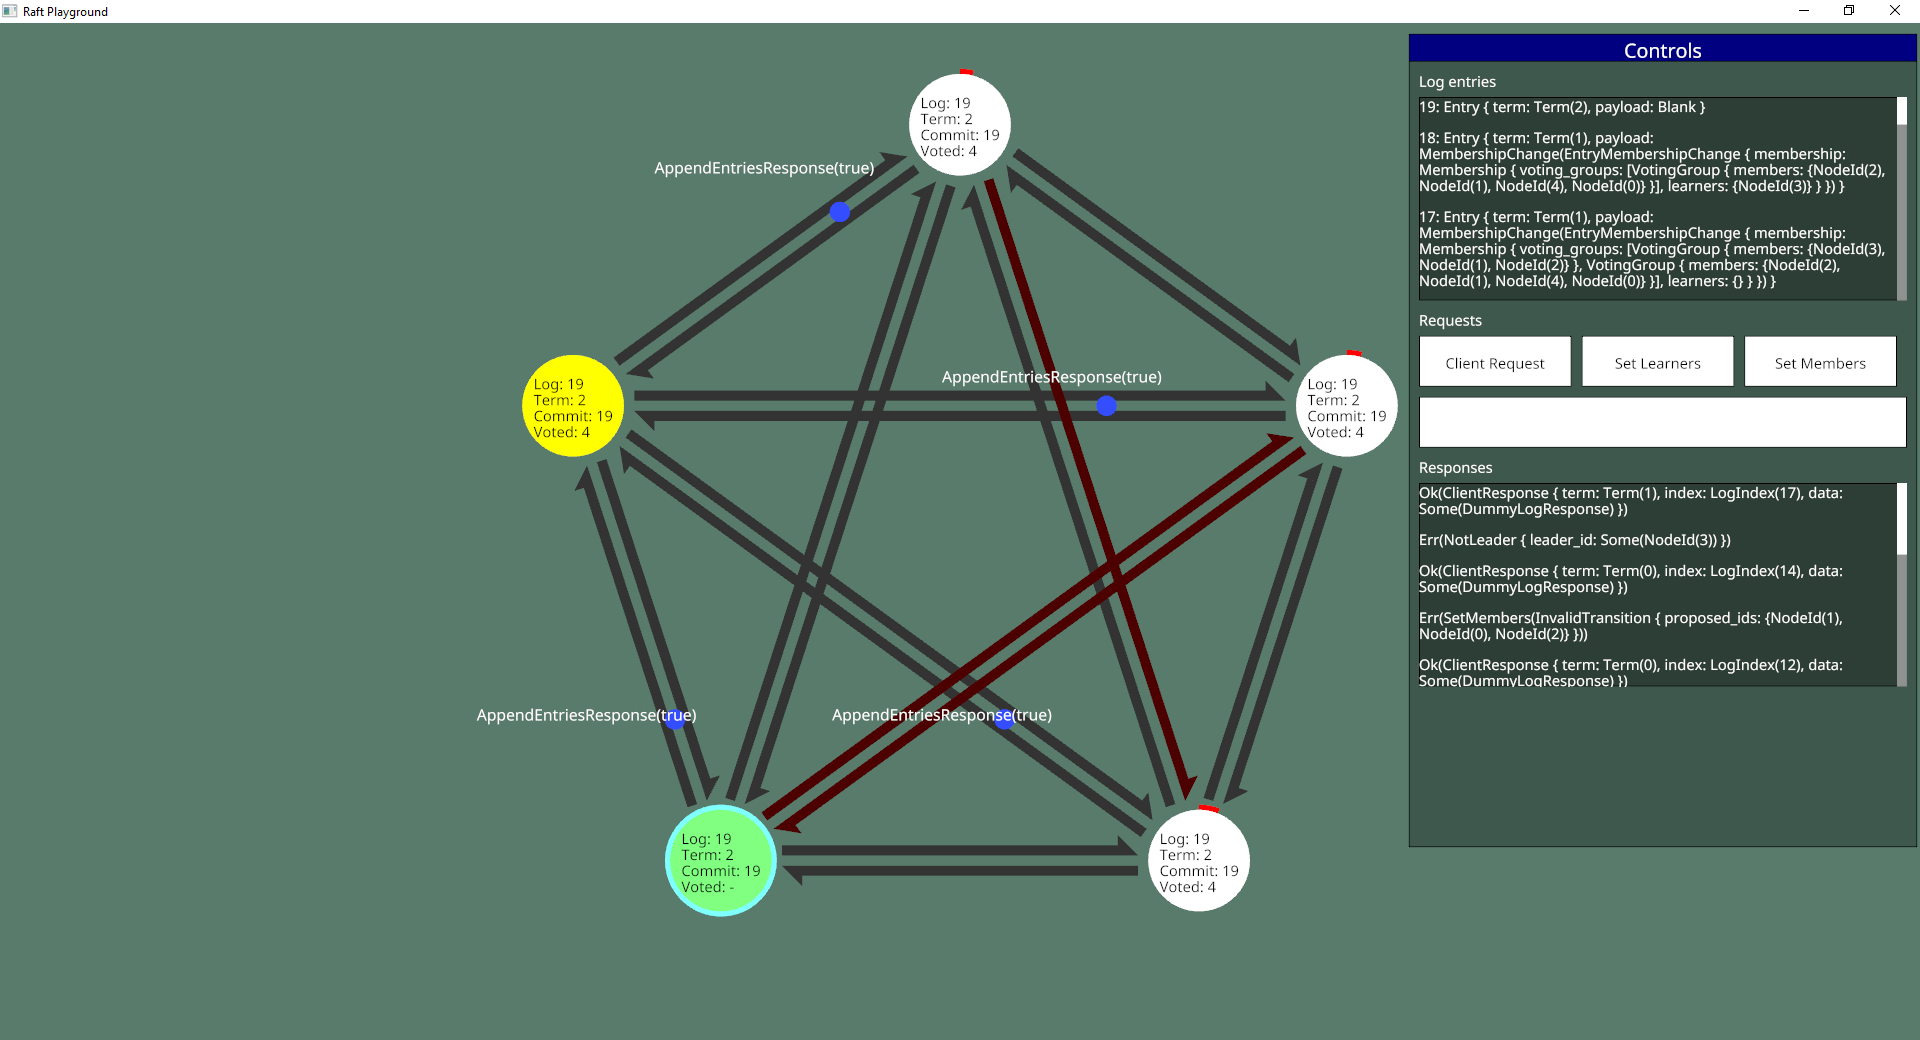 Raft Playground
Log: 19
Term: 2
Commit: 19
Voted: 4
AppendEntriesResponse(true)
AppendEntriesResponse(true)
Log: 19
Term: 2
Commit: 19
Voted: 4
Log: 19
Term: 2
Commit: 19
Voted: 4
AppendEntriesResponse(true)
AppendEntriesResponse(true)
Log: 19
Term: 2
Commit: 19
Voted: -
Log: 19
Term: 2
Commit: 19
Voted: 4
Controls
Log entries
19: Entry { term: Term(2), payload: Blank }
18: Entry { term: Term(1), payload:
MembershipChange(EntryMembershipChange { membership:
Membership { voting_groups: [VotingGroup { members: {NodeId(2),
NodeId(1), NodeId(4), NodeId(0)} }], learners: {NodeId(3)} } }) }
17: Entry { term: Term(1), payload:
MembershipChange(EntryMembershipChange { membership:
Membership { voting_groups: [VotingGroup { members: {NodeId(3),
NodeId(1), NodeId(2)} }, VotingGroup { members: {NodeId(2),
NodeId(1), NodeId(4), NodeId(0)} }], learners: {} } }) }
Requests
Client Request
Set Learners
Set Members
Responses
Ok(ClientResponse { term: Term(1), index: LogIndex(17), data:
Some(DummyLogResponse) })
Err(NotLeader { leader_id: Some(NodeId(3)) })
Ok(ClientResponse { term: Term(0), index: LogIndex(14), data:
Some(DummyLogResponse) })
Err(SetMembers(InvalidTransition { proposed_ids: {NodeId(1),
NodeId(0), NodeId(2)} }))
Ok(ClientResponse { term: Term(0), index: LogIndex(12), data:
Some(DummyLogResponse) })